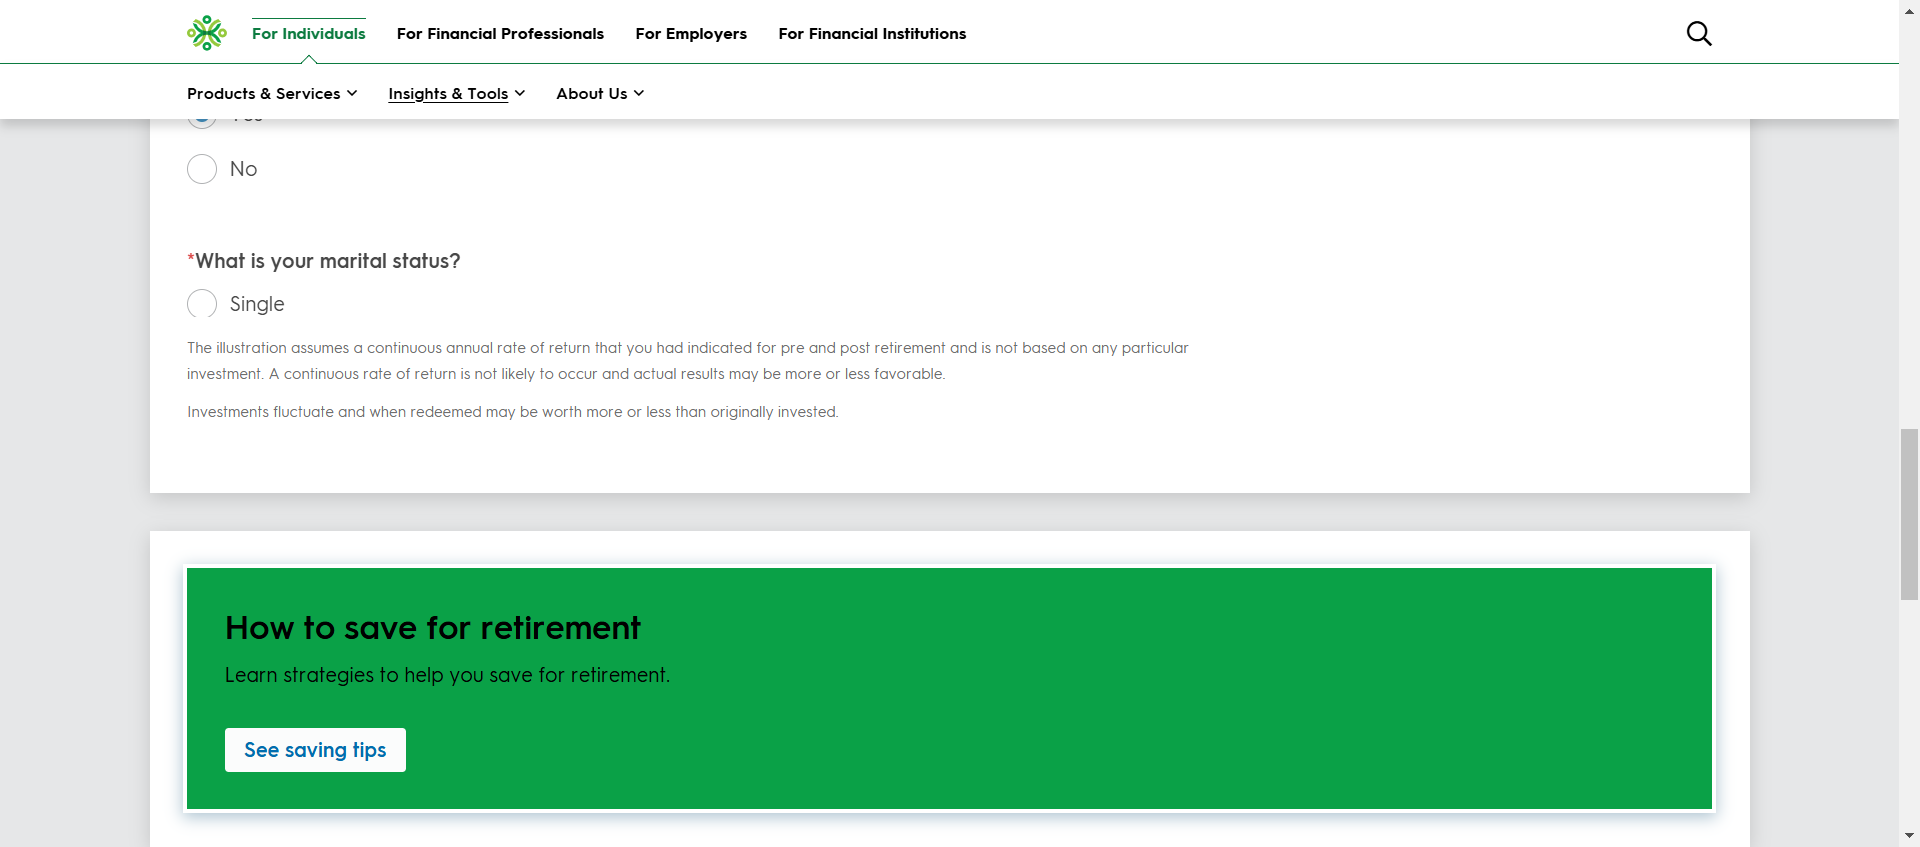 For Individuals For Financial Professionals For Employers For Financial Institutions
Products & Services Insights & Tools About Us
Yes
No
*What is your marital status?
Single
The illustration assumes a continuous annual rate of return that you had indicated for pre and post retirement and is not based on any particular
investment. A continuous rate of return is not likely to occur and actual results may be more or less favorable.
Investments fluctuate and when redeemed may be worth more or less than originally invested.
How to save for retirement
Learn strategies to help you save for retirement.
See saving tips